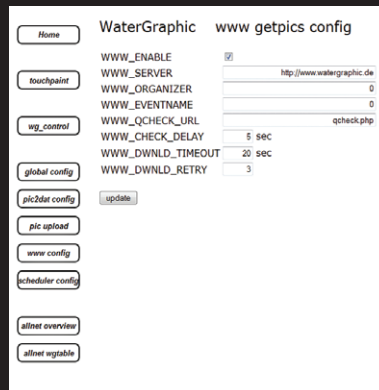 Home
touchpaint
wg_control
global config
pic2dat config
pic upload
www config
scheduler config
allnet overview
allnet wgtable
WaterGraphic www getpics config
WWW_ENABLE
WWW_SERVER http://www.watergraphic.de
WWW_ORGANIZER 0
WWW_EVENTNAME 0
WWW_QCHECK_URL qcheck.php
WWW_CHECK_DELAY 5 sec
WWW_DWNLD_TIMEOUT 20 sec
WWW_DWNLD_RETRY 3
update